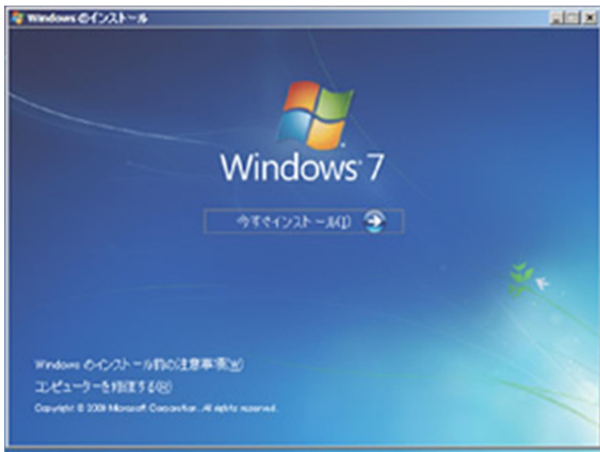 Windows のインストール
Windows 7
今すぐインストール(I)
Windows のインストール前の注意事項(W)
コンピューターを修復する(R)
Copyright © 2009 Microsoft Corporation. All rights reserved.